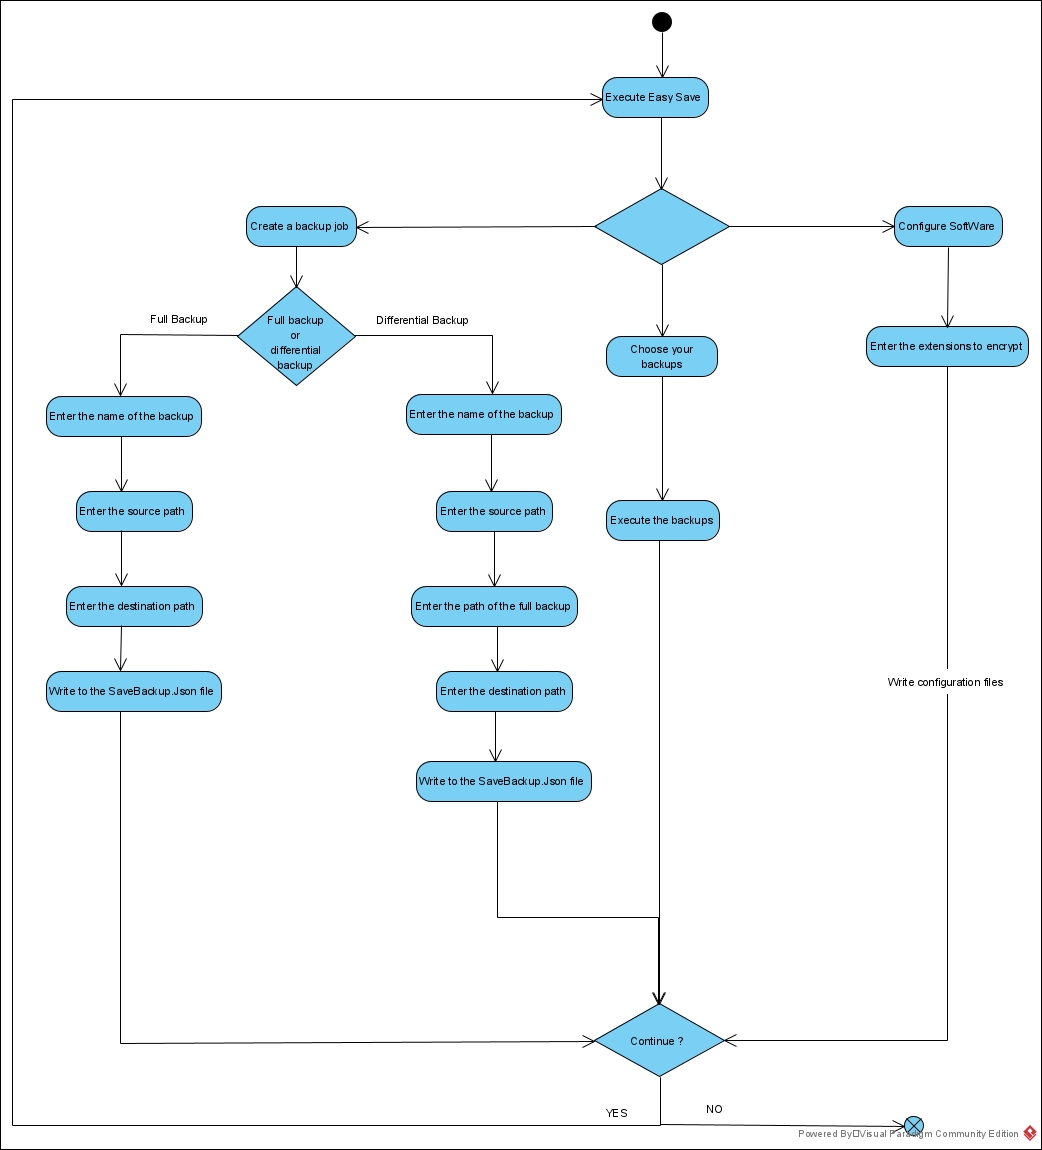 Execute Easy Save
Create a backup job
Configure SoftWare
Full Backup
Differential Backup
Full backup
or
differential
backup
Choose your
backups
Enter the extensions to encrypt
Enter the name of the backup
Enter the name of the backup
Enter the source path
Enter the source path
Execute the backups
Enter the destination path
Enter the path of the full backup
Write to the SaveBackup.Json file
Enter the destination path
Write configuration files
Write to the SaveBackup.Json file
Continue ?
YES
NO
Powered By Visual Paradigm Community Edition